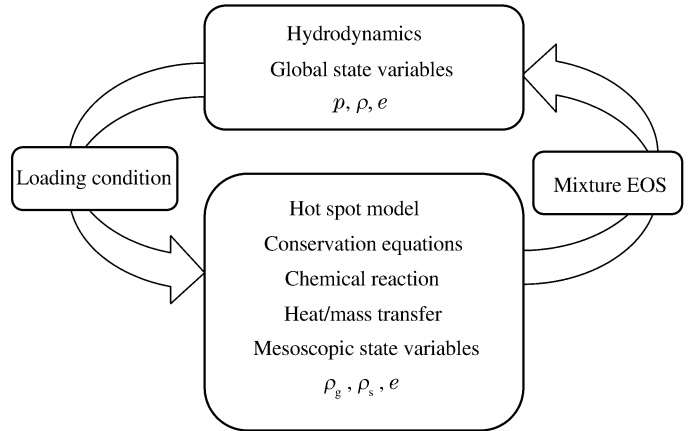 Hydrodynamics
Global state variables
p, ρ, e
Loading condition
Mixture EOS
Hot spot model
Conservation equations
Chemical reaction
Heat/mass transfer
Mesoscopic state variables
ρg , ρs , e